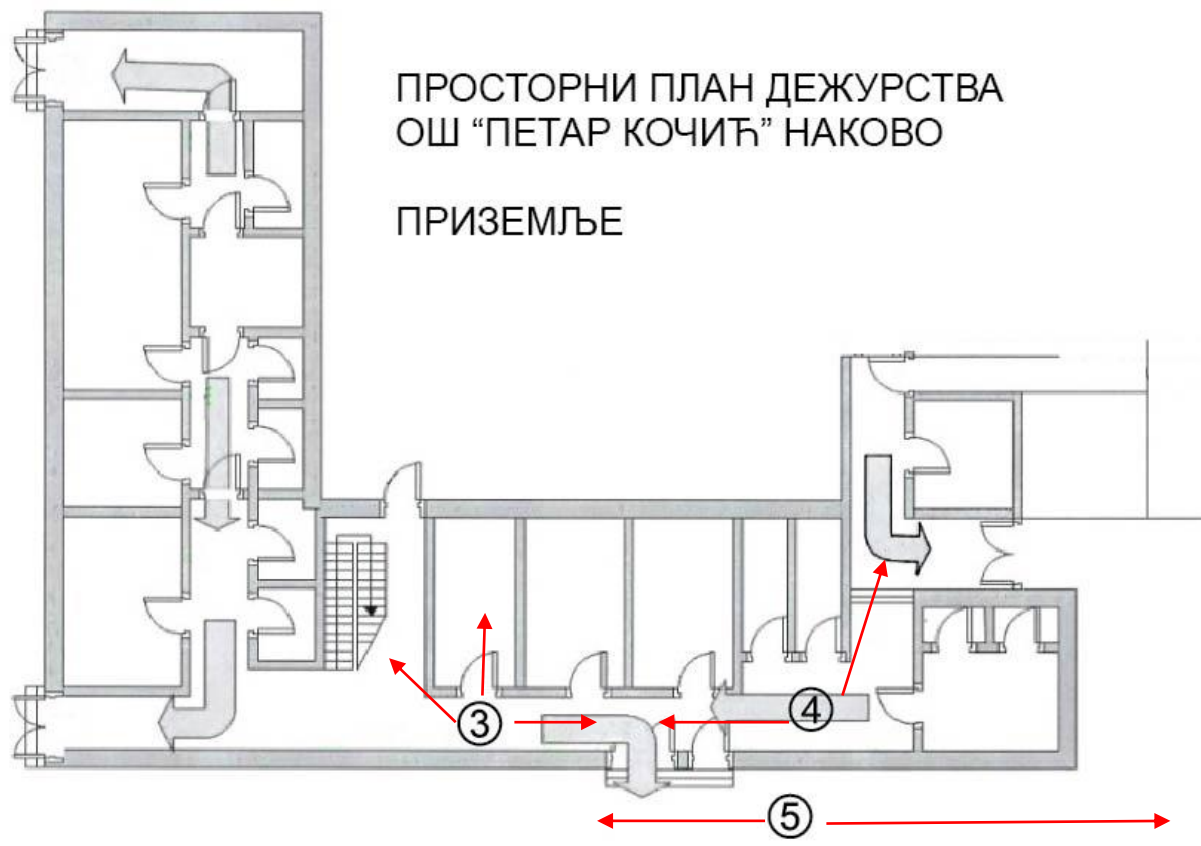 ПРОСТОРНИ ПЛАН ДЕЖУРСТВА
ОШ “ПЕТАР КОЧИЋ” НАКОВО
ПРИЗЕМЉЕ
3
4
5